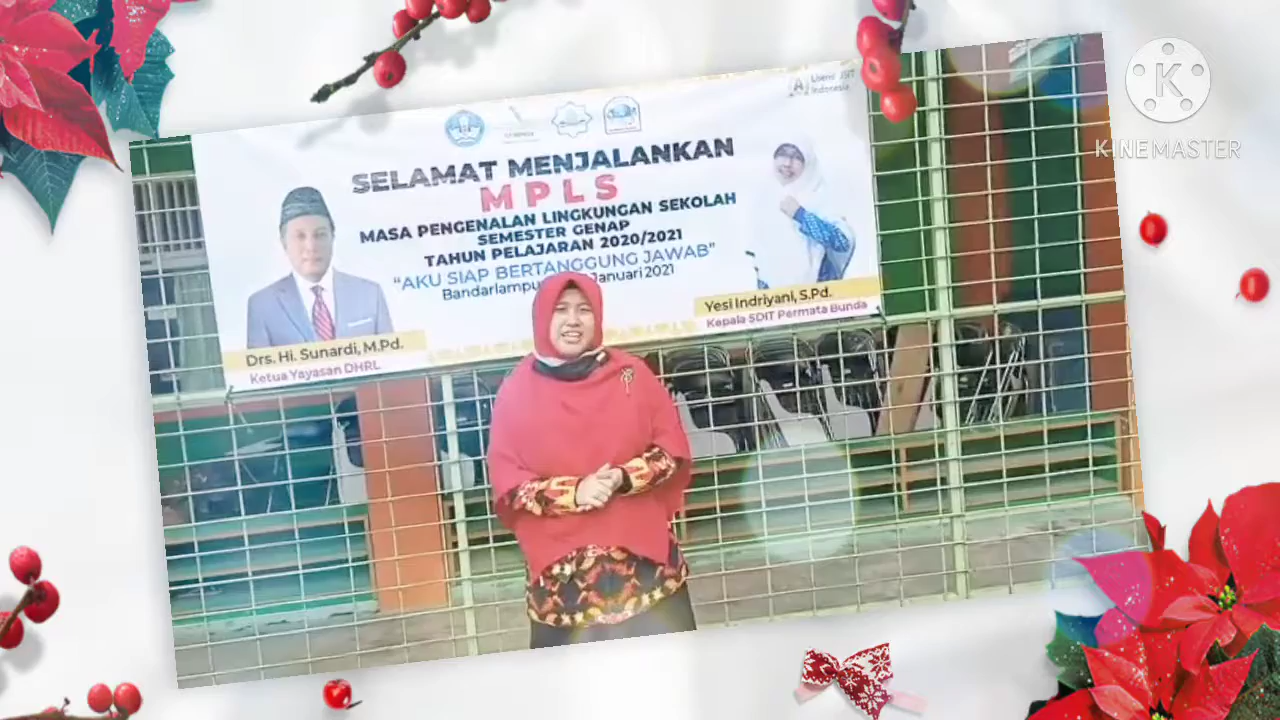 SELAMAT MENJALANKAN
MPLS
MASA PENGENALAN LINGKUNGAN SEKOLAH
SEMESTER GENAP
TAHUN PELAJARAN 2020/2021
"AKU SIAP BERTANGGUNG JAWAB"
Januari 2021
Drs. Hi. Sunardi, M.Pd.
Ketua Yayasan DHRL
Yesi Indriyani, S.Pd.
Kepala SDIT Permata Bunda
Indonesia
K
KINEMASTER